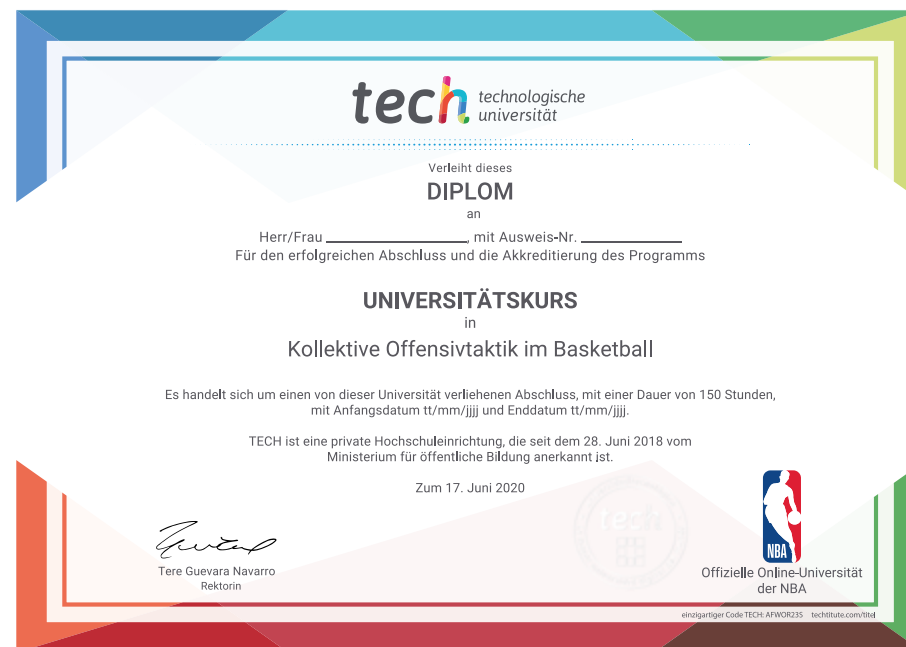 tech technologische
universität
Verleiht dieses
DIPLOM
an
Herr/Frau ____________, mit Ausweis-Nr. ____________
Für den erfolgreichen Abschluss und die Akkreditierung des Programms
UNIVERSITÄTSKURS
in
Kollektive Offensivtaktik im Basketball
Es handelt sich um einen von dieser Universität verliehenen Abschluss, mit einer Dauer von 150 Stunden,
mit Anfangsdatum tt/mm/jjjj und Enddatum tt/mm/jjjj.
TECH ist eine private Hochschuleinrichtung, die seit dem 28. Juni 2018 vom
Ministerium für öffentliche Bildung anerkannt ist.
Zum 17. Juni 2020
tech
Tere Guevara Navarro
Rektorin
NBA
Offizielle Online-Universität
der NBA
einzigartiger Code TECH: AFWOR23S techtitute.com/titel